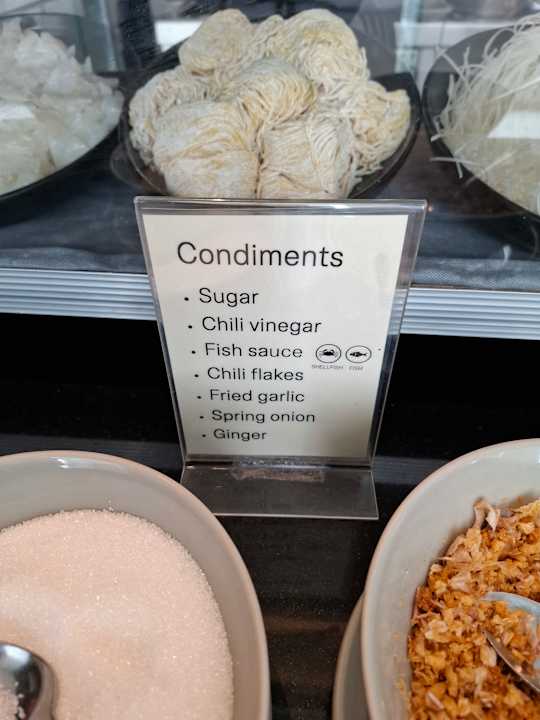 Condiments
• Sugar
• Chili vinegar
• Fish sauce
SHELLFISH FISH
• Chili flakes
• Fried garlic
• Spring onion
• Ginger